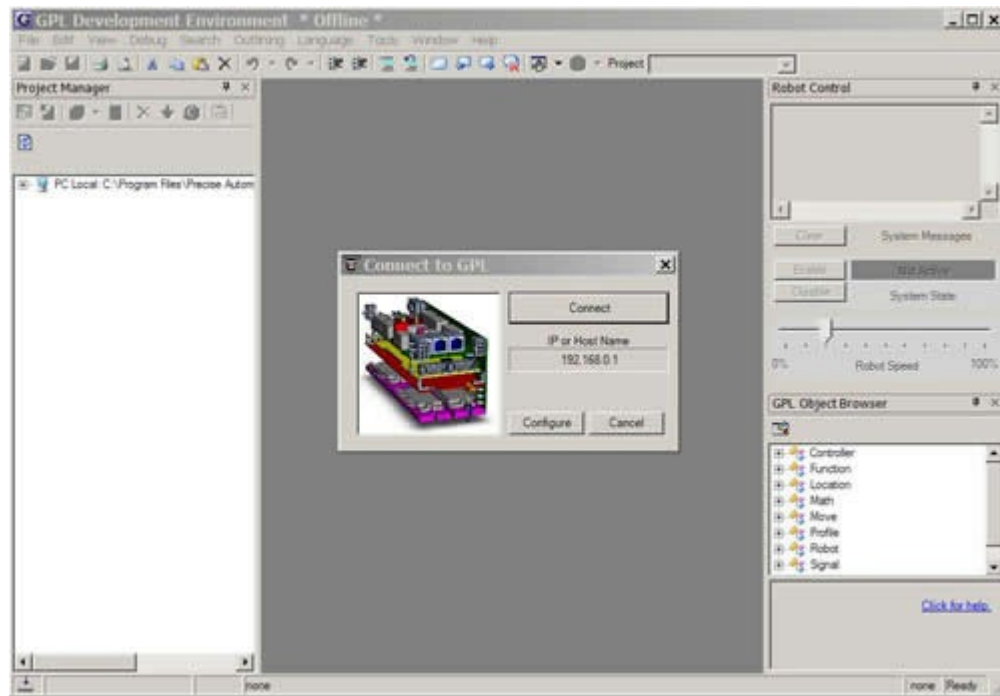 GPL Development Environment * Offline *
File Edit View Debug Search Outlining Language Tools Window Help
Project
Project Manager
PC Local: C:\Program Files\Precise Autom
Connect to GPL
Connect
IP or Host Name
192.168.0.1
Configure Cancel
Robot Control
Clear System Messages
Enable Not Active
Disable System State
0% Robot Speed 100%
GPL Object Browser
Controller
Function
Location
Math
Move
Profile
Robot
Signal
Click for help.
none none Ready